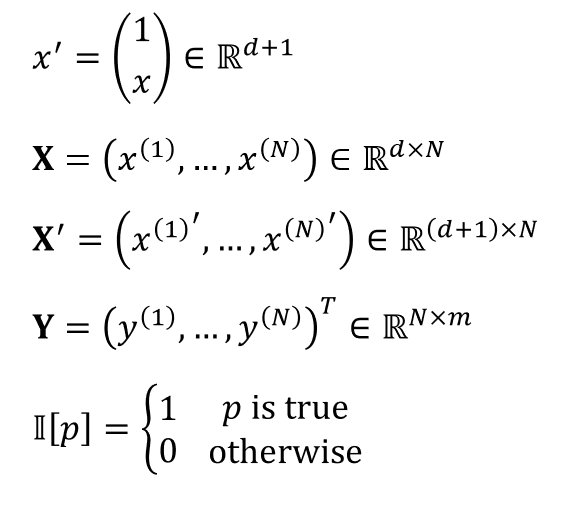 x′ = (1 x) ∈ ℝ^{d+1}
𝐗 = (x^{(1)}, …, x^{(N)}) ∈ ℝ^{d×N}
𝐗′ = (x^{(1)}′, …, x^{(N)}′) ∈ ℝ^{(d+1)×N}
𝐘 = (y^{(1)}, …, y^{(N)})^T ∈ ℝ^{N×m}
𝕀[p] = {1 p is true
0 otherwise